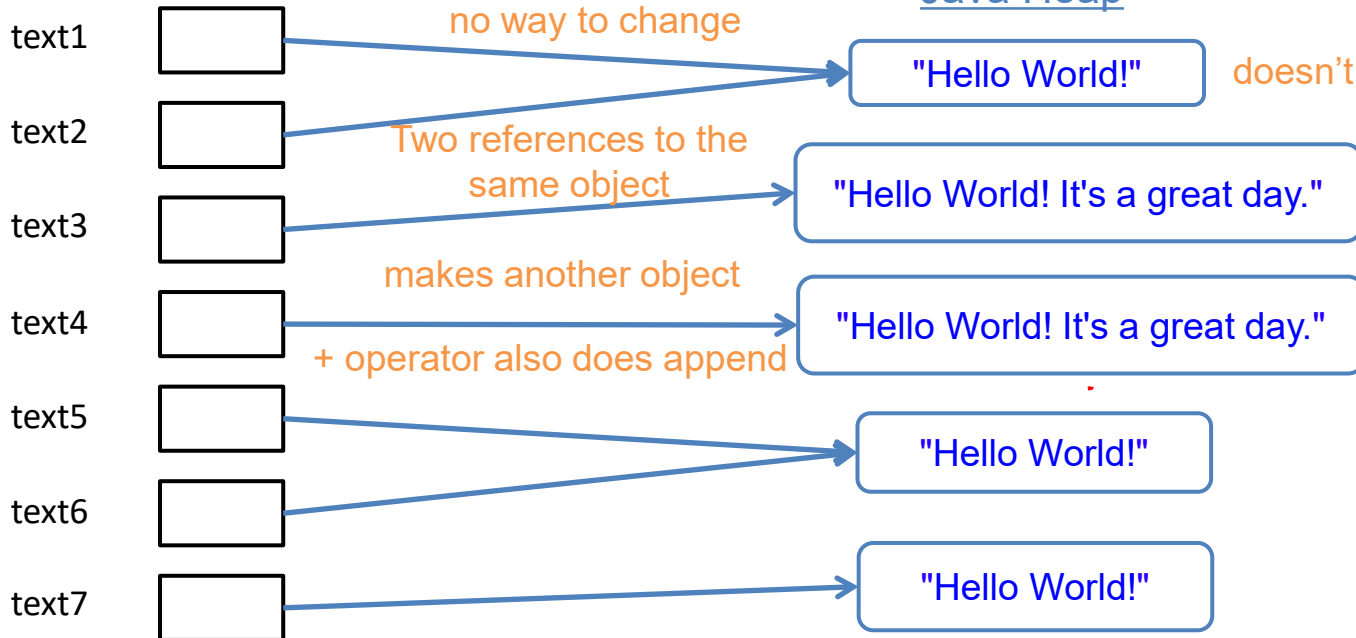 Java Heap
text1
no way to change
"Hello World!"
doesn't
text2
Two references to the
same object
"Hello World! It's a great day."
text3
makes another object
text4
"Hello World! It's a great day."
+ operator also does append
text5
"Hello World!"
text6
"Hello World!"
text7